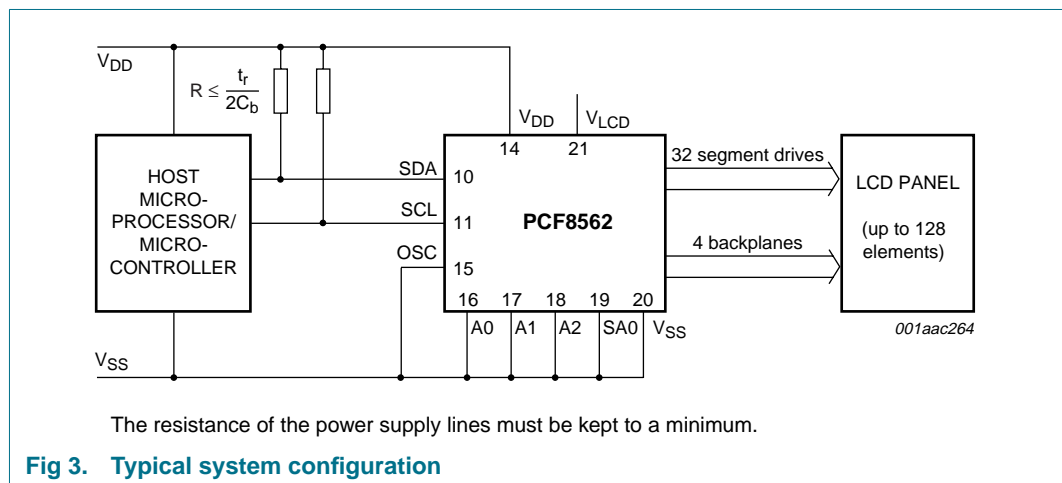 VDD
R ≤ tr
2Cb
VDD
VLCD
14
21
HOST
MICRO-
PROCESSOR/
MICRO-
CONTROLLER
SDA
10
SCL
11
OSC
15
PCF8562
16
17
18
19
20
A0
A1
A2
SA0
VSS
32 segment drives
4 backplanes
LCD PANEL
(up to 128
elements)
001aac264
VSS
The resistance of the power supply lines must be kept to a minimum.
Fig 3. Typical system configuration